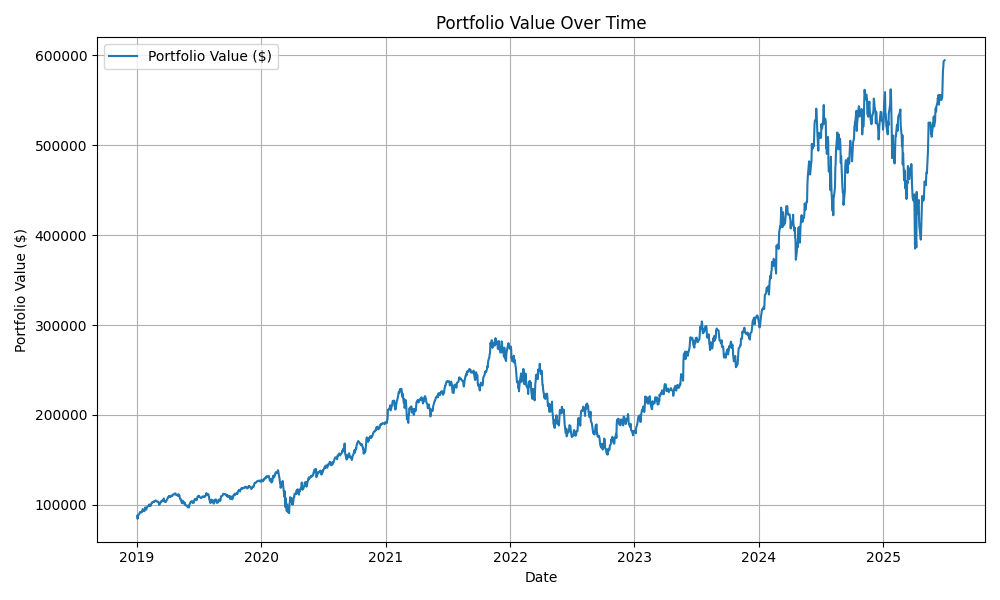 Portfolio Value Over Time
Portfolio Value ($)
600000
500000
400000
300000
200000
100000
Portfolio Value ($)
2019 2020 2021 2022 2023 2024 2025
Date